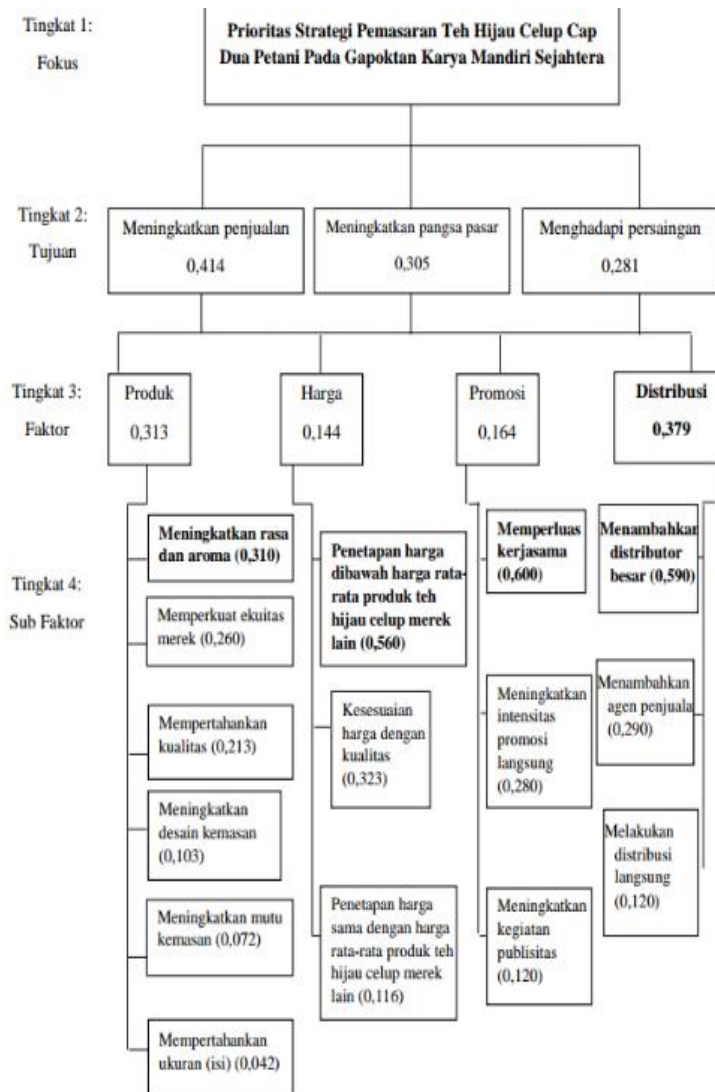 Tingkat 1:
Fokus
Prioritas Strategi Pemasaran Teh Hijau Celup Cap
Dua Petani Pada Gapoktan Karya Mandiri Sejahtera
Tingkat 2:
Tujuan
Meningkatkan penjualan
0,414
Meningkatkan pangsa pasar
0,305
Menghadapi persaingan
0,281
Tingkat 3:
Faktor
Produk
0,313
Harga
0,144
Promosi
0,164
Distribusi
0,379
Tingkat 4:
Sub Faktor
Meningkatkan rasa
dan aroma (0,310)
Memperkuat ekuitas
merek (0,260)
Mempertahankan
kualitas (0,213)
Meningkatkan
desain kemasan
(0,103)
Meningkatkan mutu
kemasan (0,072)
Mempertahankan
ukuran (isi) (0,042)
Penetapan harga
dibawah harga rata-
rata produk teh
hijau celup merek
lain (0,560)
Kesesuaian
harga dengan
kualitas
(0,323)
Penetapan harga
sama dengan harga
rata-rata produk teh
hijau celup merek
lain (0,116)
Memperluas
kerjasama
(0,600)
Meningkatkan
intensitas
promosi
langsung
(0,280)
Meningkatkan
kegiatan
publisitas
(0,120)
Menambahkan
distributor
besar (0,590)
Menambahkan
agen penjuala
(0,290)
Melakukan
distribusi
langsung
(0,120)